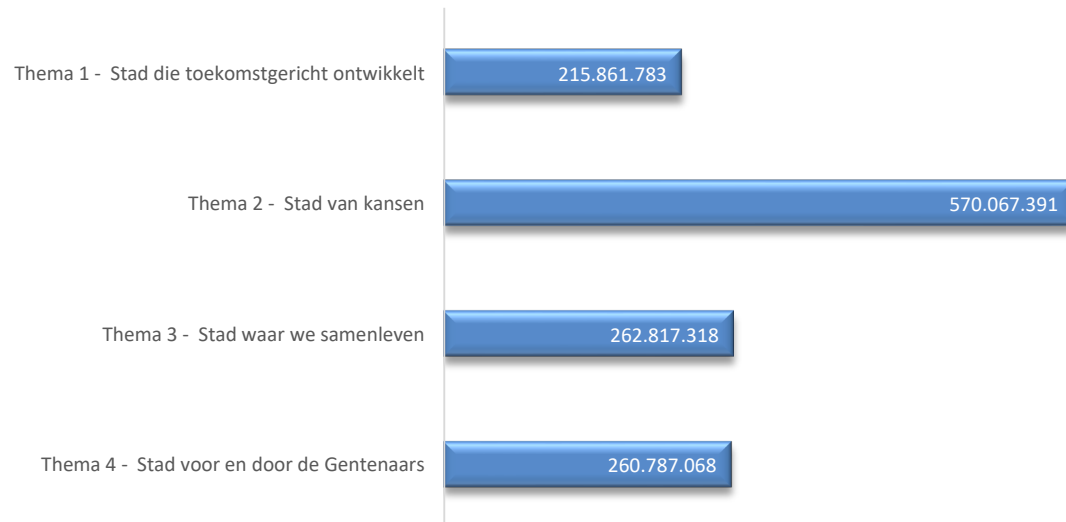 Thema 1 -  Stad die toekomstgericht ontwikkelt 215.861.783
Thema 2 -  Stad van kansen 570.067.391
Thema 3 -  Stad waar we samenleven 262.817.318
Thema 4 -  Stad voor en door de Gentenaars 260.787.068